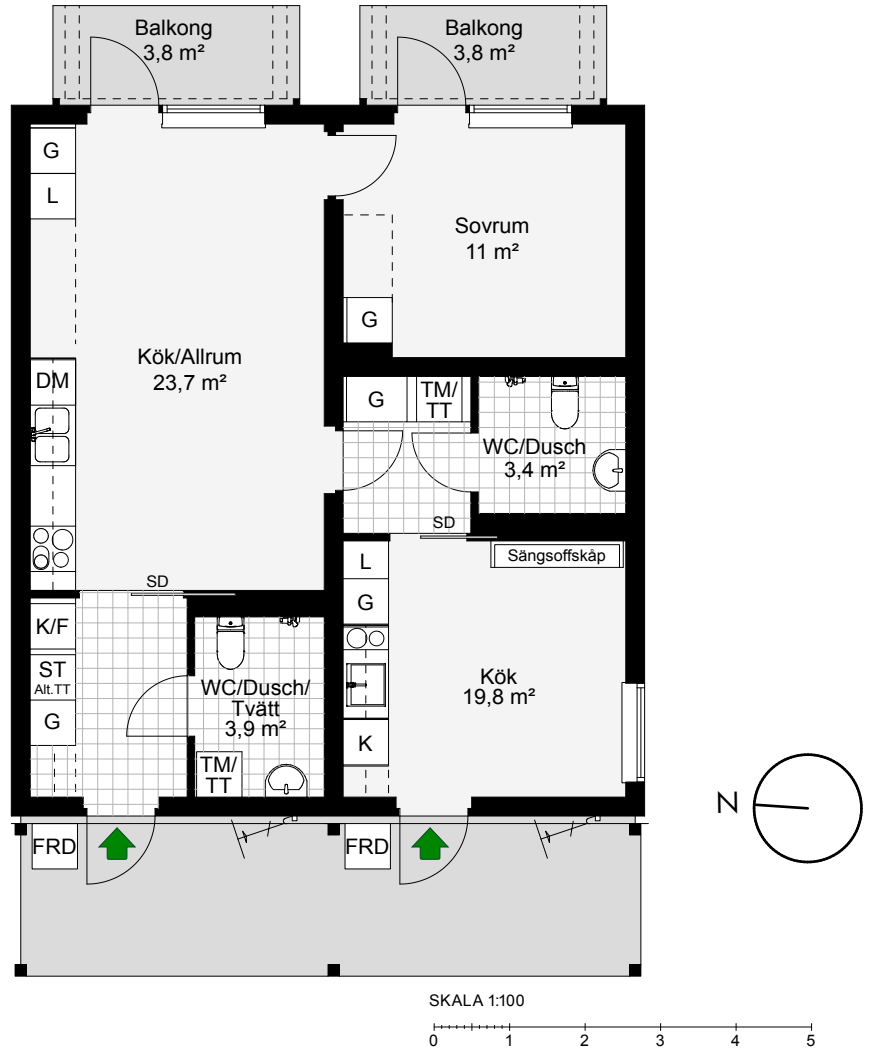 Balkong
3,8 m²
Balkong
3,8 m²
G
L
Sovrum
11 m²
G
Kök/Allrum
23,7 m²
DM
G
TM/
TT
WC/Dusch
3,4 m²
SD
SD
L
Sängsoffskåp
G
K/F
ST
Alt.TT
G
WC/Dusch/
Tvätt
3,9 m²
TM/
TT
Kök
19,8 m²
K
N
FRD
FRD
SKALA 1:100
0 1 2 3 4 5